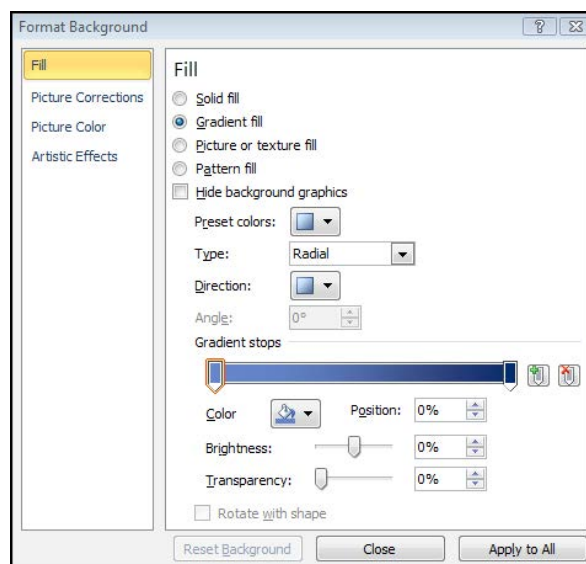 Format Background
Fill
Picture Corrections
Picture Color
Artistic Effects
Fill
Solid fill
Gradient fill
Picture or texture fill
Pattern fill
Hide background graphics
Preset colors:
Type: Radial
Direction:
Angle: 0°
Gradient stops
Color Position: 0%
Brightness: 0%
Transparency: 0%
Rotate with shape
Reset Background Close Apply to All